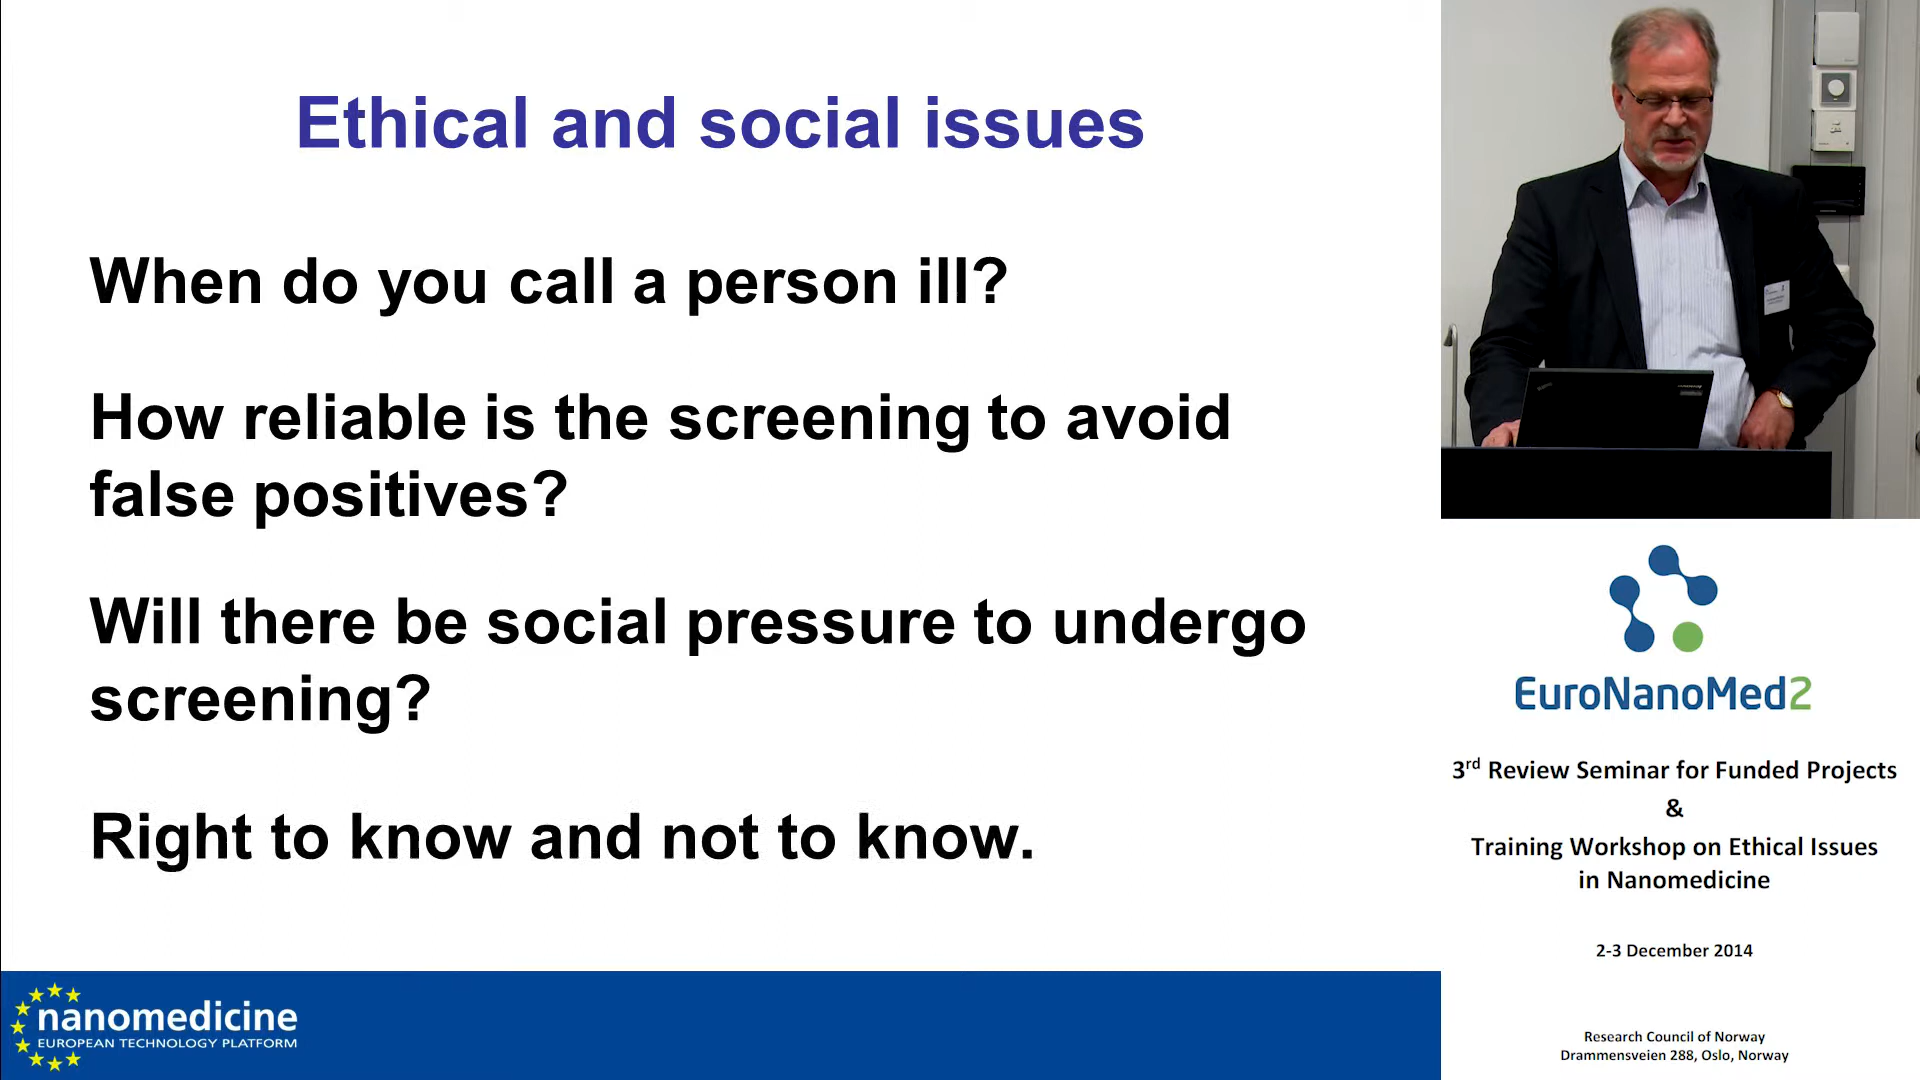 Ethical and social issues
When do you call a person ill?
How reliable is the screening to avoid
false positives?
Will there be social pressure to undergo
screening?
Right to know and not to know.
nanomedicine
EUROPEAN TECHNOLOGY PLATFORM
EuroNanoMed2
3rd Review Seminar for Funded Projects
&
Training Workshop on Ethical Issues
in Nanomedicine
2-3 December 2014
Research Council of Norway
Drammensveien 288, Oslo, Norway